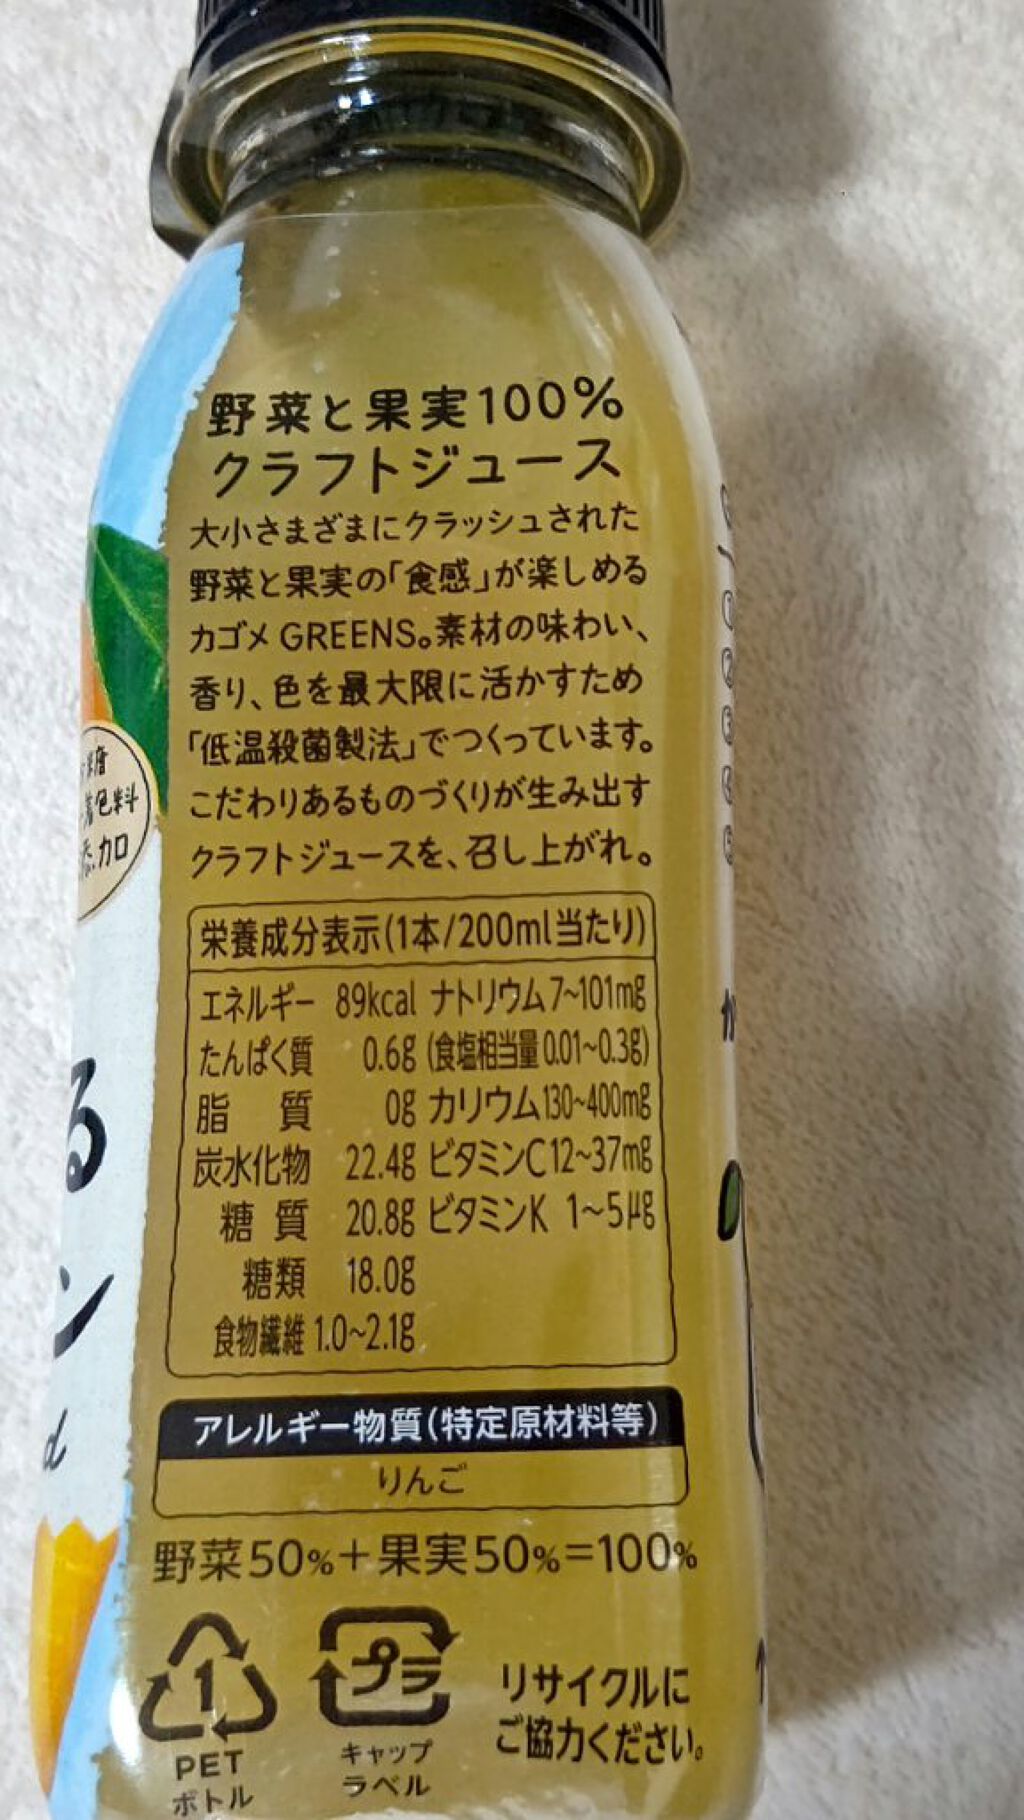 野菜と果実100%
クラフトジュース
大小さまざまにクラッシュされた
野菜と果実の「食感」が楽しめる
カゴメ GREENS。素材の味わい、
香り、色を最大限に活かすため
「低温殺菌製法」でつくっています。
こだわりあるものづくりが生み出す
クラフトジュースを、召し上がれ。
栄養成分表示(1本/200ml当たり)
エネルギー 89kcal ナトリウム 7~101mg
たんぱく質 0.6g (食塩相当量 0.01~0.3g)
脂 質 0g カリウム 130~400mg
炭水化物 22.4g ビタミンC 12~37mg
糖 質 20.8g ビタミンK 1~5μg
糖類 18.0g
食物繊維 1.0~2.1g
アレルギー物質(特定原材料等)
りんご
野菜50%+果実50%=100%
1
プラ
リサイクルに
ご協力ください。
PET
ボトル
キャップ
ラベル
着色料
添加
る
ン
d